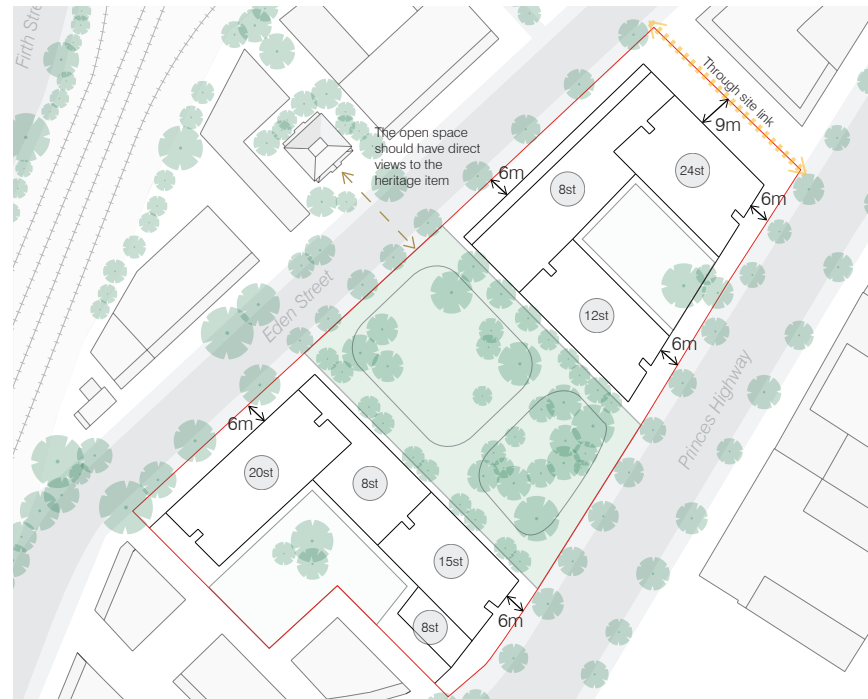 Firth Street
Through site link
9m
The open space
should have direct
views to the
heritage item
6m
8st
24st
6m
Eden Street
12st
6m
Princes Highway
6m
20st
8st
15st
8st
6m